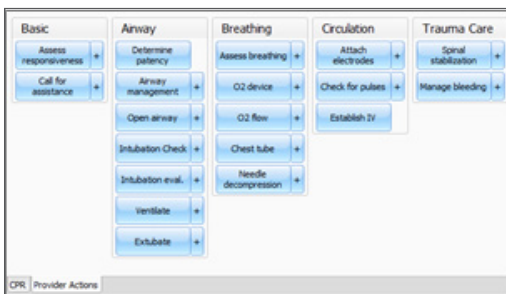 Basic
Assess
responsiveness +
Call for
assistance +
Airway
Determine
patency
Airway
management +
Open airway +
Intubation Check +
Intubation eval. +
Ventilate +
Extubate +
Breathing
Assess breathing +
O2 device +
O2 flow +
Chest tube +
Needle
decompression +
Circulation
Attach
electrodes +
Check for pulses +
Establish IV
Trauma Care
Spinal
stabilization +
Manage bleeding +
CPR Provider Actions